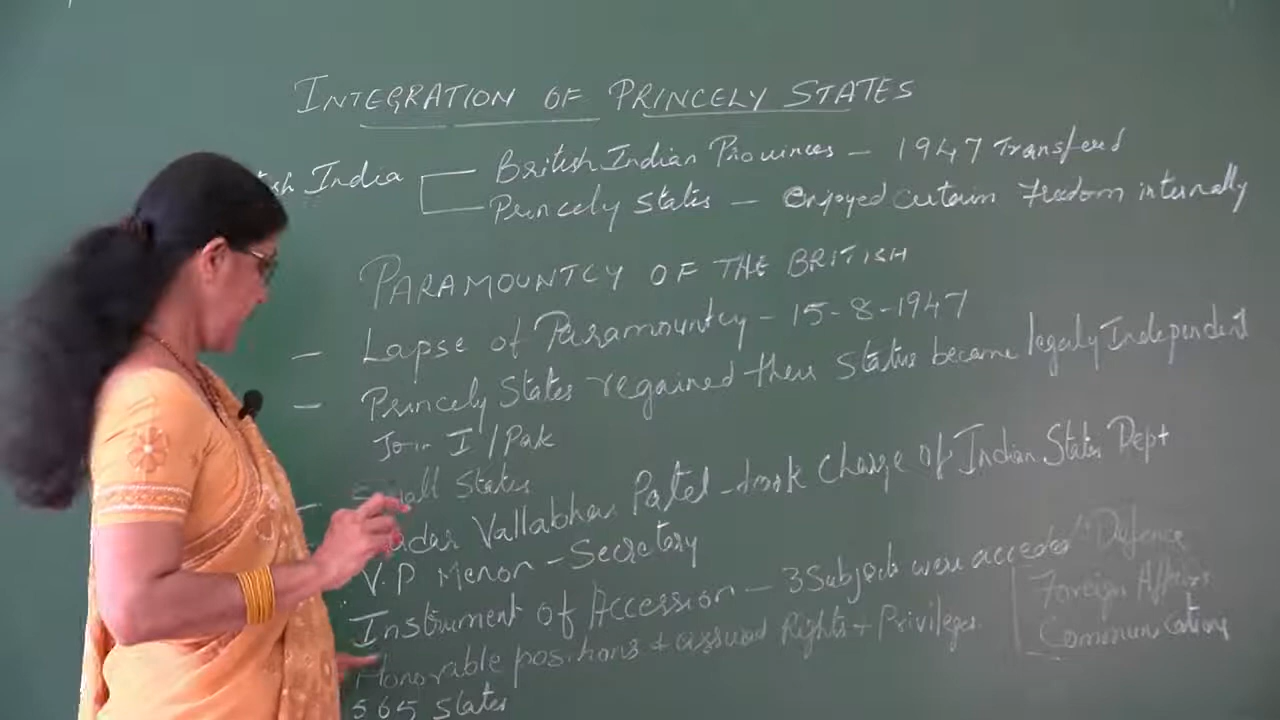 INTEGRATION OF PRINCELY STATES
India British Indian Provinces – 1947 Transfered
Princely States – enjoyed certain freedom internally
PARAMOUNTCY OF THE BRITISH
– Lapse of Paramountcy – 15-8-1947
– Princely States regained their Status became legally Independent
Join I/Pak
– States
Vallabhai Patel took Charge of Indian States Dept
V.P Menon – Secretary
Instrument of Accession – 3 Subjects were acceded Defence
Foreign Affairs
Communications
Honorable positions + assured Rights + Privileges
565 States